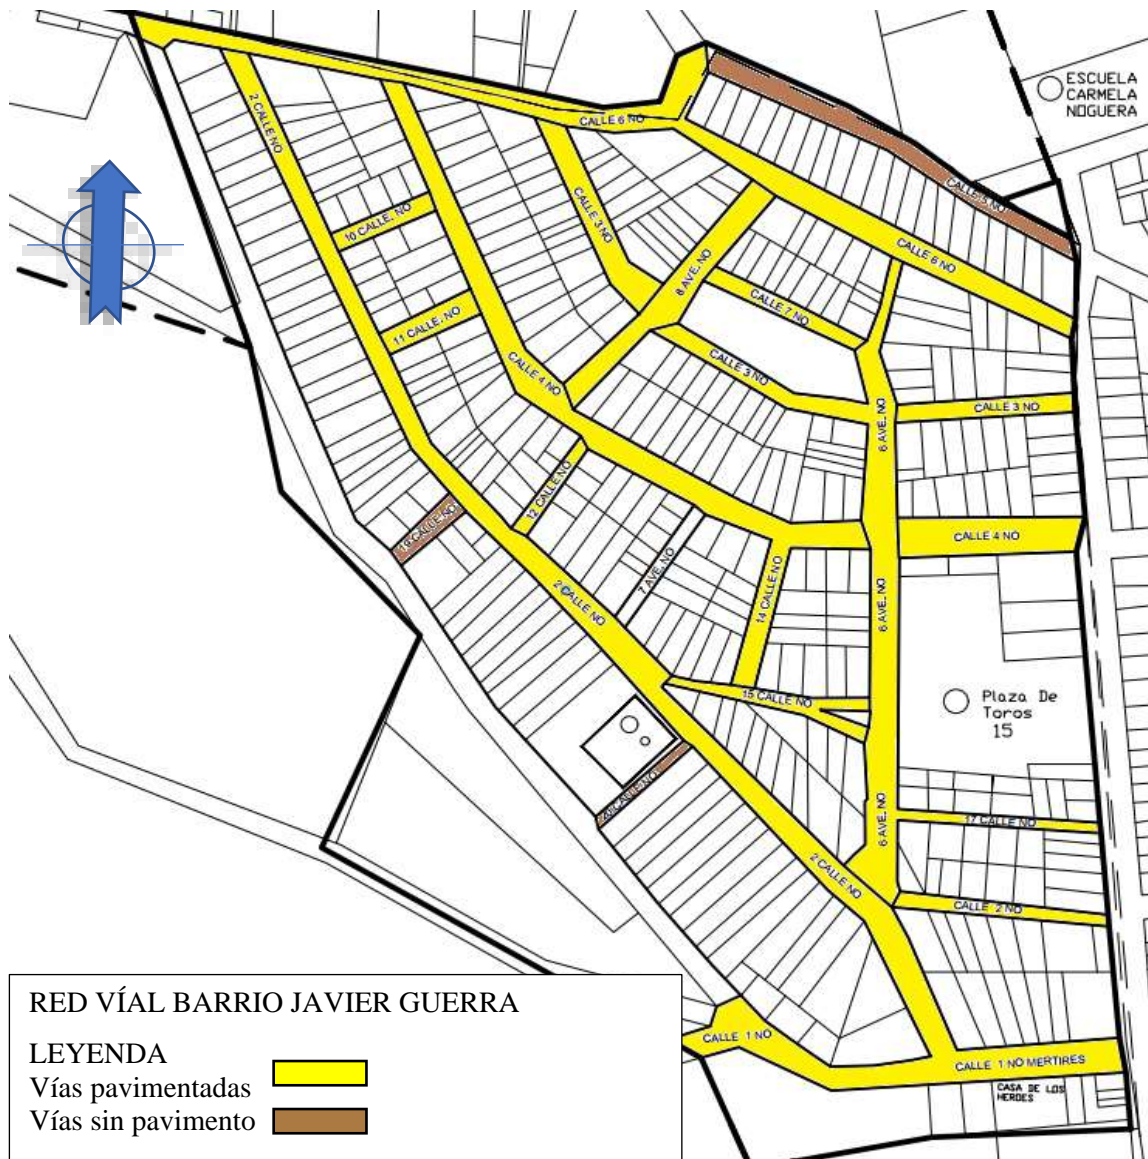 ESCUELA
CARMELA
NOGUERA
CALLE 6 NO
2 CALLE NO
CALLE 5 NO
CALLE 3 NO
10 CALLE. NO
8 AVE. NO
CALLE 6 NO
CALLE 7 NO
11 CALLE. NO
CALLE 4 NO
CALLE 3 NO
6 AVE. NO
CALLE 3 NO
12 CALLE NO
CALLE 4 NO
7 AVE. NO
14 CALLE NO
2 CALLE NO
6 AVE. NO
15 CALLE NO
Plaza De
Toros
15
CALLE NO
6 AVE. NO
17 CALLE NO
2 CALLE NO
CALLE 2 NO
CALLE 1 NO
CALLE 1 NO MERTIRES
CASA DE LOS
HEROES
RED VÍAL BARRIO JAVIER GUERRA
LEYENDA
Vías pavimentadas
Vías sin pavimento